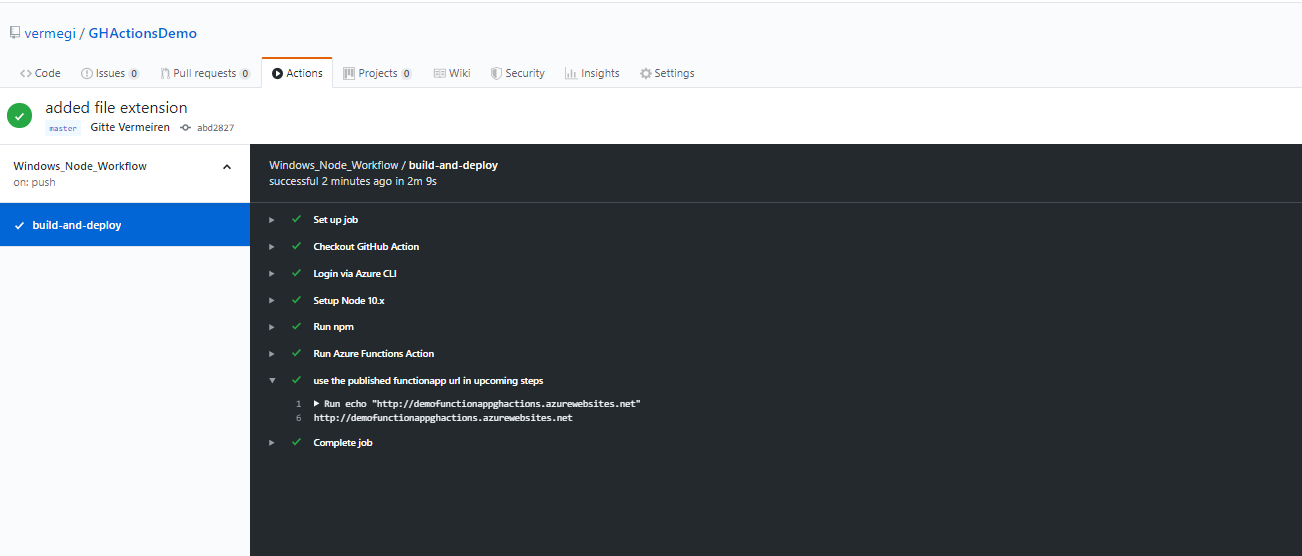 vermegi / GHActionsDemo
Code Issues 0 Pull requests 0 Actions Projects 0 Wiki Security Insights Settings
added file extension
master Gitte Vermeiren abd2827
Windows_Node_Workflow
on: push
build-and-deploy
Windows_Node_Workflow / build-and-deploy
successful 2 minutes ago in 2m 9s
Set up job
Checkout GitHub Action
Login via Azure CLI
Setup Node 10.x
Run npm
Run Azure Functions Action
use the published functionapp url in upcoming steps
1 Run echo "http://demofunctionappghactions.azurewebsites.net"
6 http://demofunctionappghactions.azurewebsites.net
Complete job